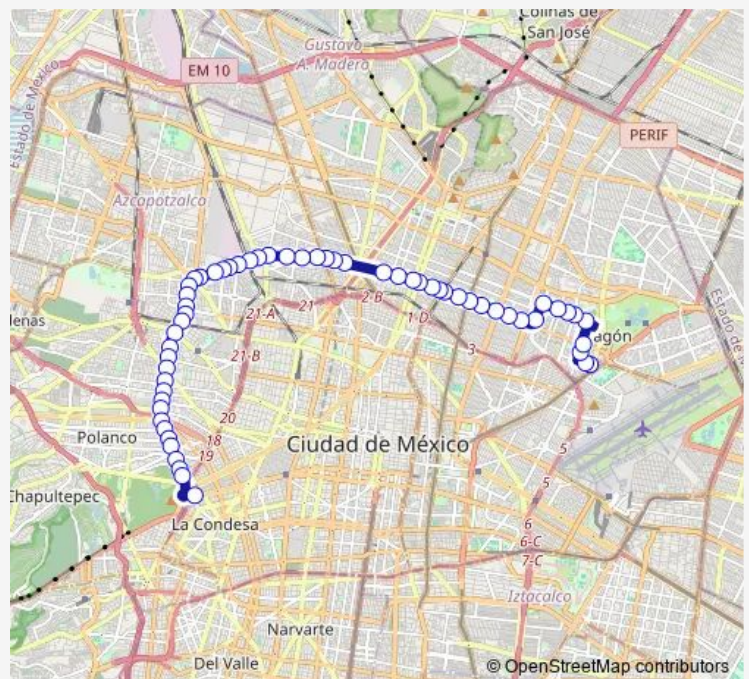 Colinas de
San José
Gustavo
A. Madero
EM 10
Estado de México
PERIF
Azcapotzalco
Estado de
lenas
21-A
21
2-B
1-D
agón
21-B
3
20
Polanco
18
19
Ciudad de México
5
Chapultepec
5
La Condesa
6
6-C
7-C
Iztacalco
Narvarte
Del Valle
© OpenStreetMap contributors